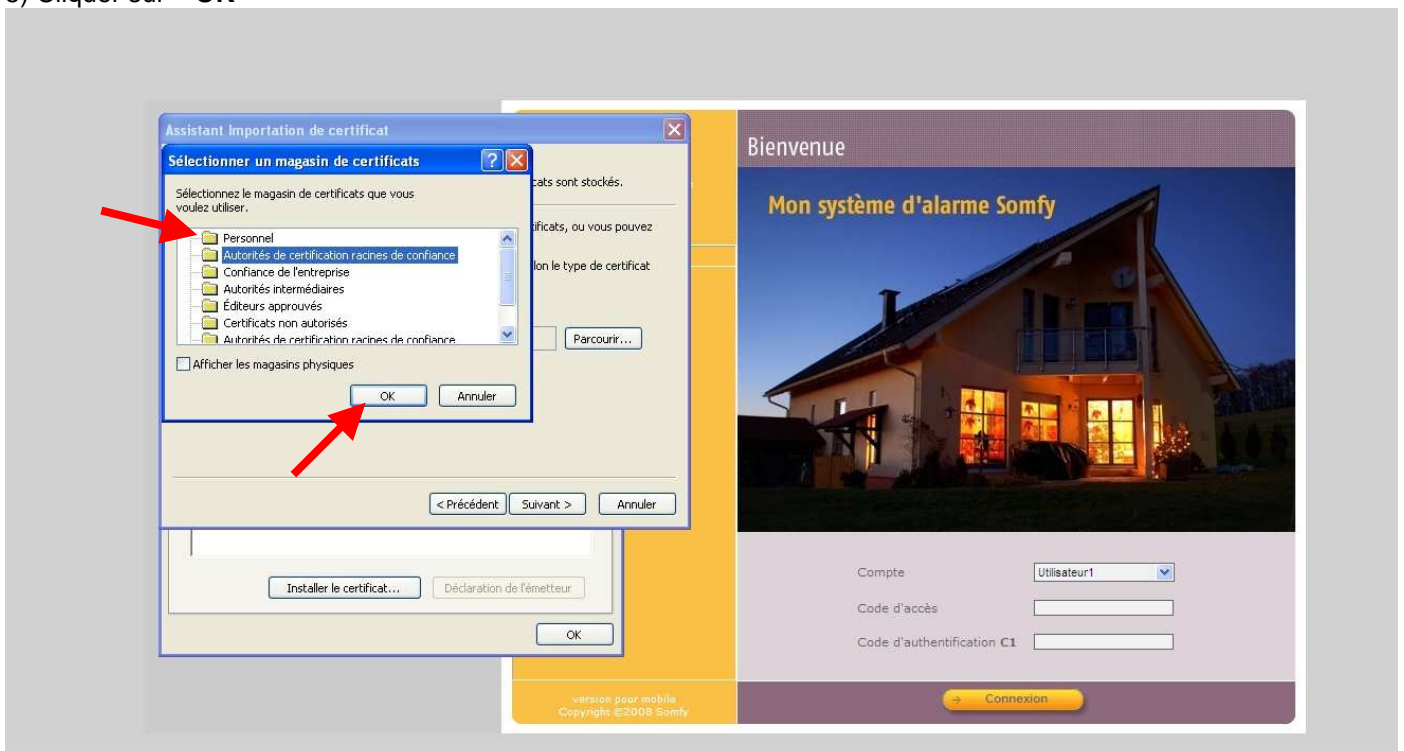 Assistant Importation de certificat
Sélectionner un magasin de certificats
Sélectionnez le magasin de certificats que vous
voulez utiliser.
Personnel
Autorités de certification racines de confiance
Confiance de l'entreprise
Autorités intermédiaires
Éditeurs approuvés
Certificats non autorisés
Autorités de certification racines de confiance
Afficher les magasins physiques
OK
Annuler
cats sont stockés.
ificats, ou vous pouvez
lon le type de certificat
Parcourir...
< Précédent
Suivant >
Annuler
Installer le certificat...
Déclaration de l'émetteur
OK
Bienvenue
Mon système d'alarme Somfy
Compte
Utilisateur1
Code d'accès
Code d'authentification C1
version pour mobile
Copyright ©2008 Somfy
Connexion